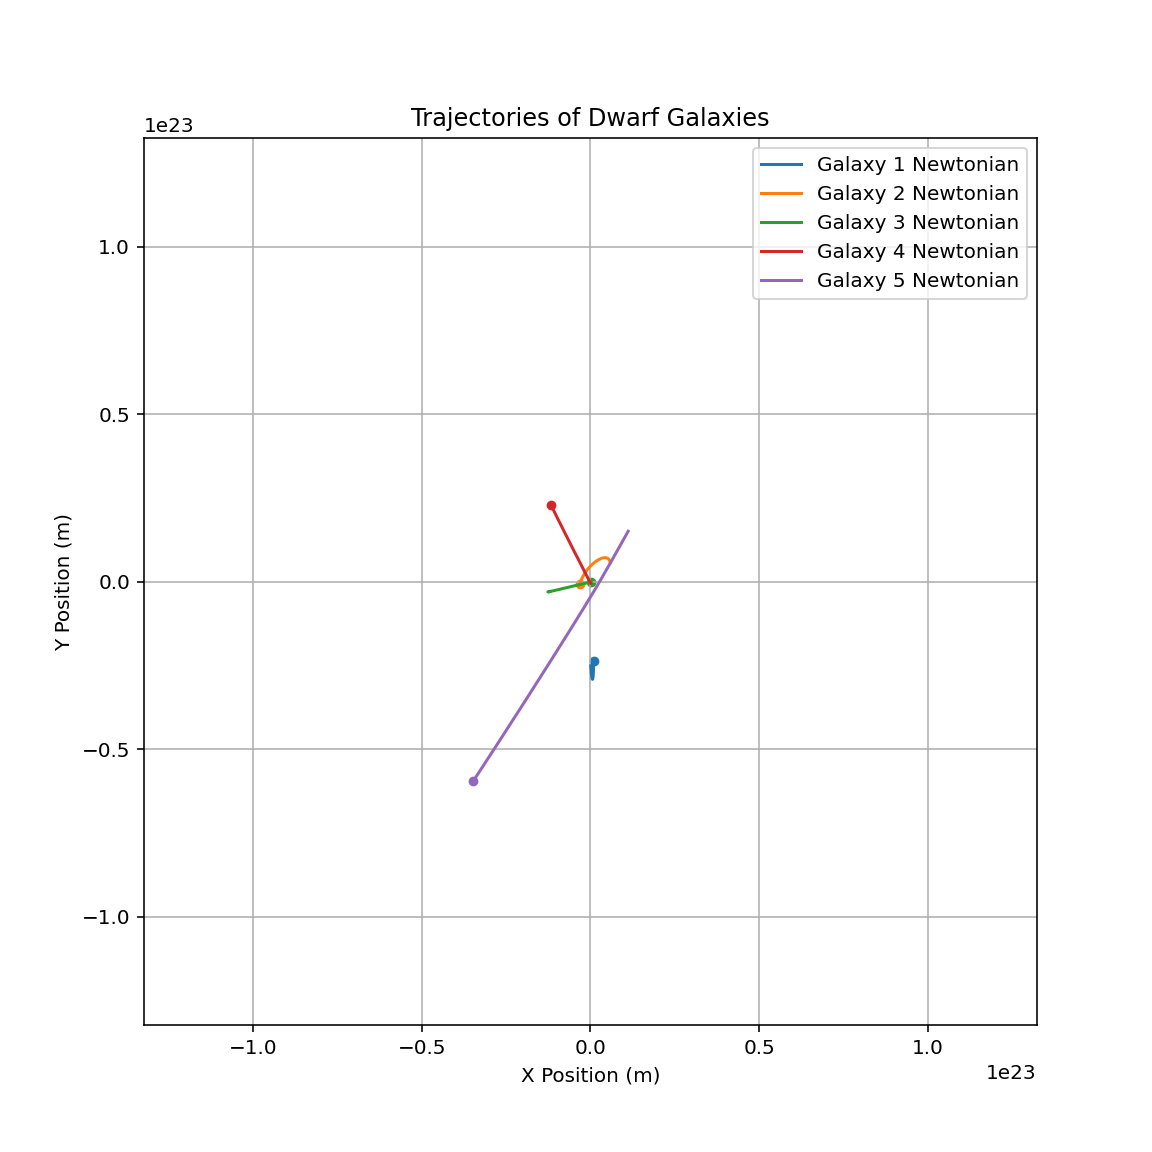 Trajectories of Dwarf Galaxies
1e23
Galaxy 1 Newtonian
Galaxy 2 Newtonian
Galaxy 3 Newtonian
Galaxy 4 Newtonian
Galaxy 5 Newtonian
1.0
0.5
0.0
−0.5
−1.0
Y Position (m)
−1.0 −0.5 0.0 0.5 1.0
1e23
X Position (m)